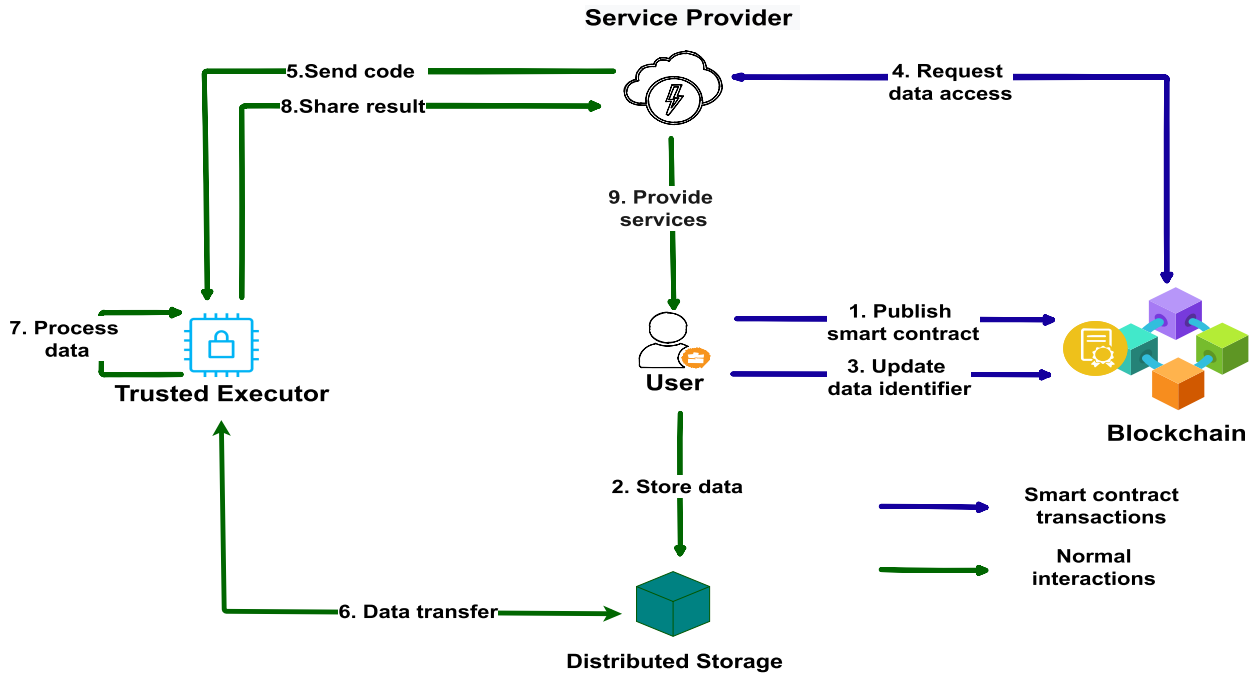 Service Provider
5.Send code
4. Request
data access
8.Share result
9. Provide
services
1. Publish
smart contract
7. Process
data
3. Update
data identifier
User
Trusted Executor
Blockchain
2. Store data
Smart contract
transactions
Normal
interactions
6. Data transfer
Distributed Storage